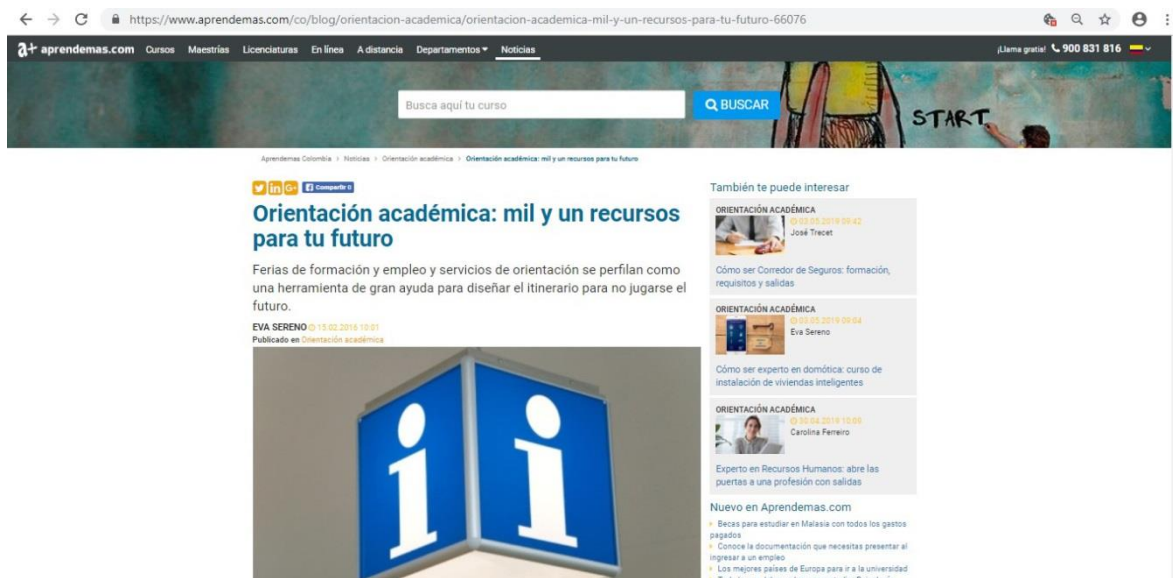 https://www.aprendemas.com/co/blog/orientacion-academica/orientacion-academica-mil-y-un-recursos-para-tu-futuro-66076
a+ aprendemas.com Cursos Maestrías Licenciaturas En línea A distancia Departamentos Noticias ¡Llama gratis! 900 831 816
Busca aquí tu curso BUSCAR
START
Aprendemas Colombia > Noticias > Orientación académica > Orientación académica: mil y un recursos para tu futuro
Compartir 0
Orientación académica: mil y un recursos
para tu futuro
Ferias de formación y empleo y servicios de orientación se perfilan como
una herramienta de gran ayuda para diseñar el itinerario para no jugarse el
futuro.
EVA SERENO 15.02.2016 10:01
Publicado en Orientación académica
i i
También te puede interesar
ORIENTACIÓN ACADÉMICA
03.05.2019 09:42
José Trecet
Cómo ser Corredor de Seguros: formación,
requisitos y salidas
ORIENTACIÓN ACADÉMICA
03.05.2019 09:04
Eva Sereno
Cómo ser experto en domótica: curso de
instalación de viviendas inteligentes
ORIENTACIÓN ACADÉMICA
30.04.2019 10:09
Carolina Ferreiro
Experto en Recursos Humanos: abre las
puertas a una profesión con salidas
Nuevo en Aprendemas.com
Becas para estudiar en Malasia con todos los gastos
pagados
Conoce la documentación que necesitas presentar al
ingresar a un empleo
Los mejores países de Europa para ir a la universidad